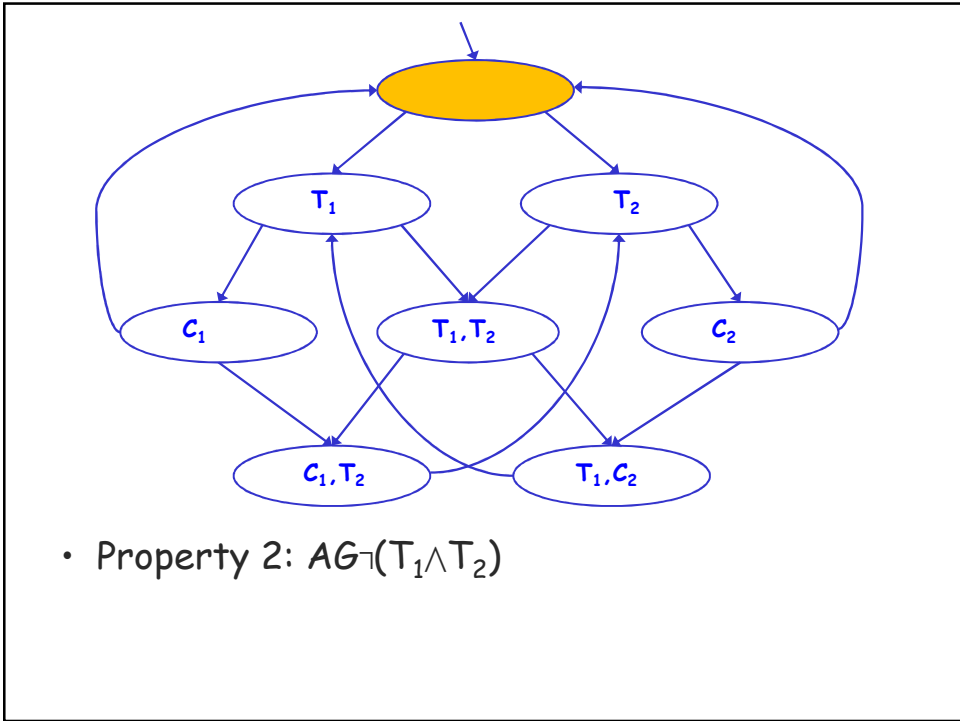 T₁
T₂
C₁
T₁,T₂
C₂
C₁,T₂
T₁,C₂
• Property 2: AG¬(T₁∧T₂)